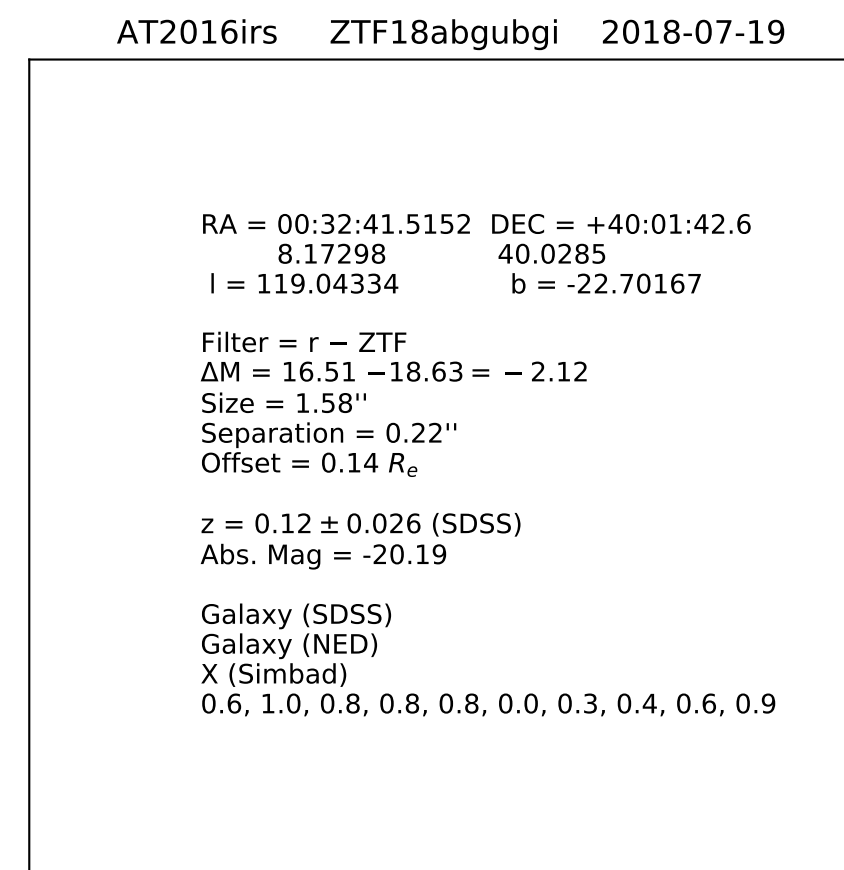 AT2016irs ZTF18abgubgi 2018-07-19
RA = 00:32:41.5152 DEC = +40:01:42.6
8.17298 40.0285
l = 119.04334 b = -22.70167
Filter = r − ZTF
ΔM = 16.51 −18.63 = − 2.12
Size = 1.58''
Separation = 0.22''
Offset = 0.14 Rₑ
z = 0.12 ± 0.026 (SDSS)
Abs. Mag = -20.19
Galaxy (SDSS)
Galaxy (NED)
X (Simbad)
0.6, 1.0, 0.8, 0.8, 0.8, 0.0, 0.3, 0.4, 0.6, 0.9